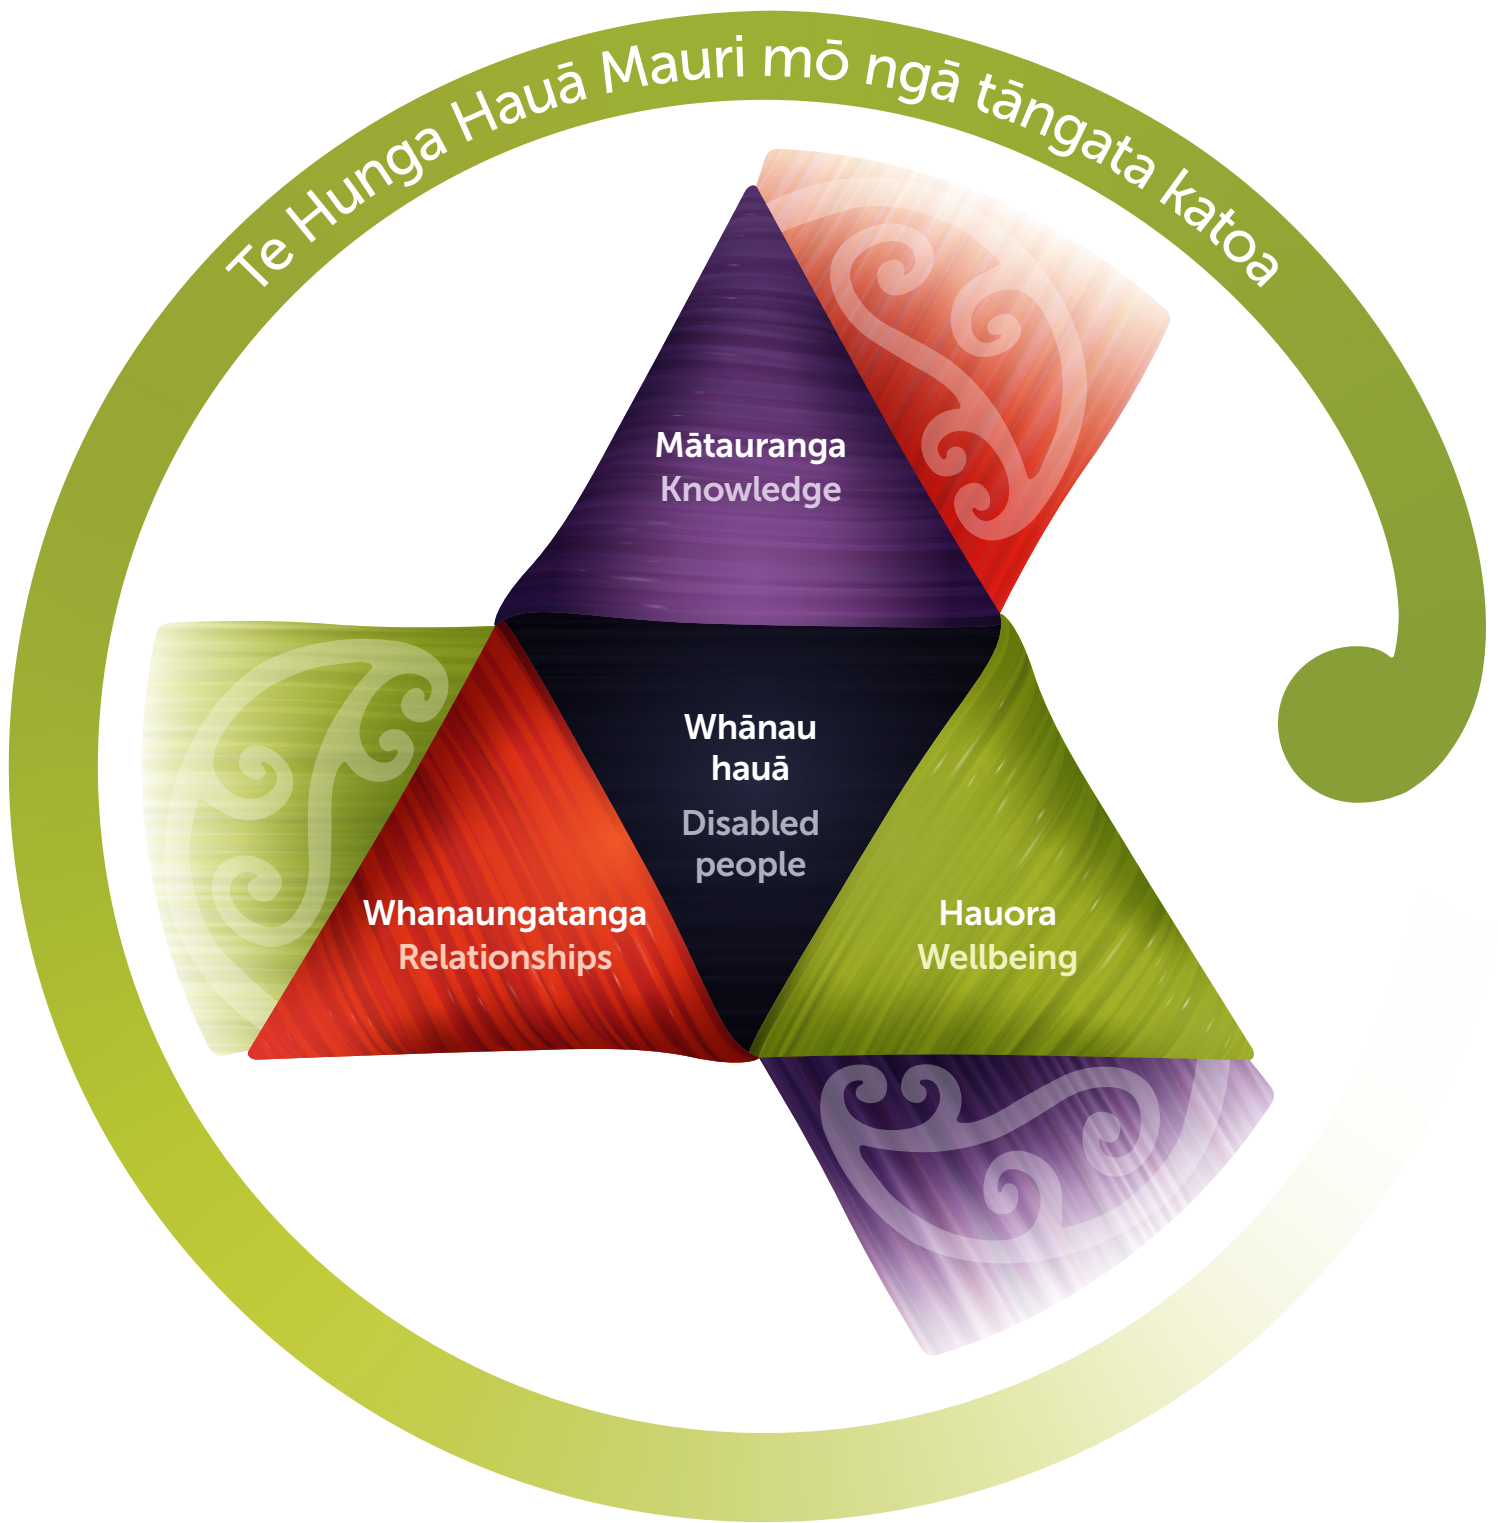 Te Hunga Hauā Mauri mō ngā tāngata katoa
Mātauranga
Knowledge
Whānau
hauā
Disabled
people
Whanaungatanga
Relationships
Hauora
Wellbeing